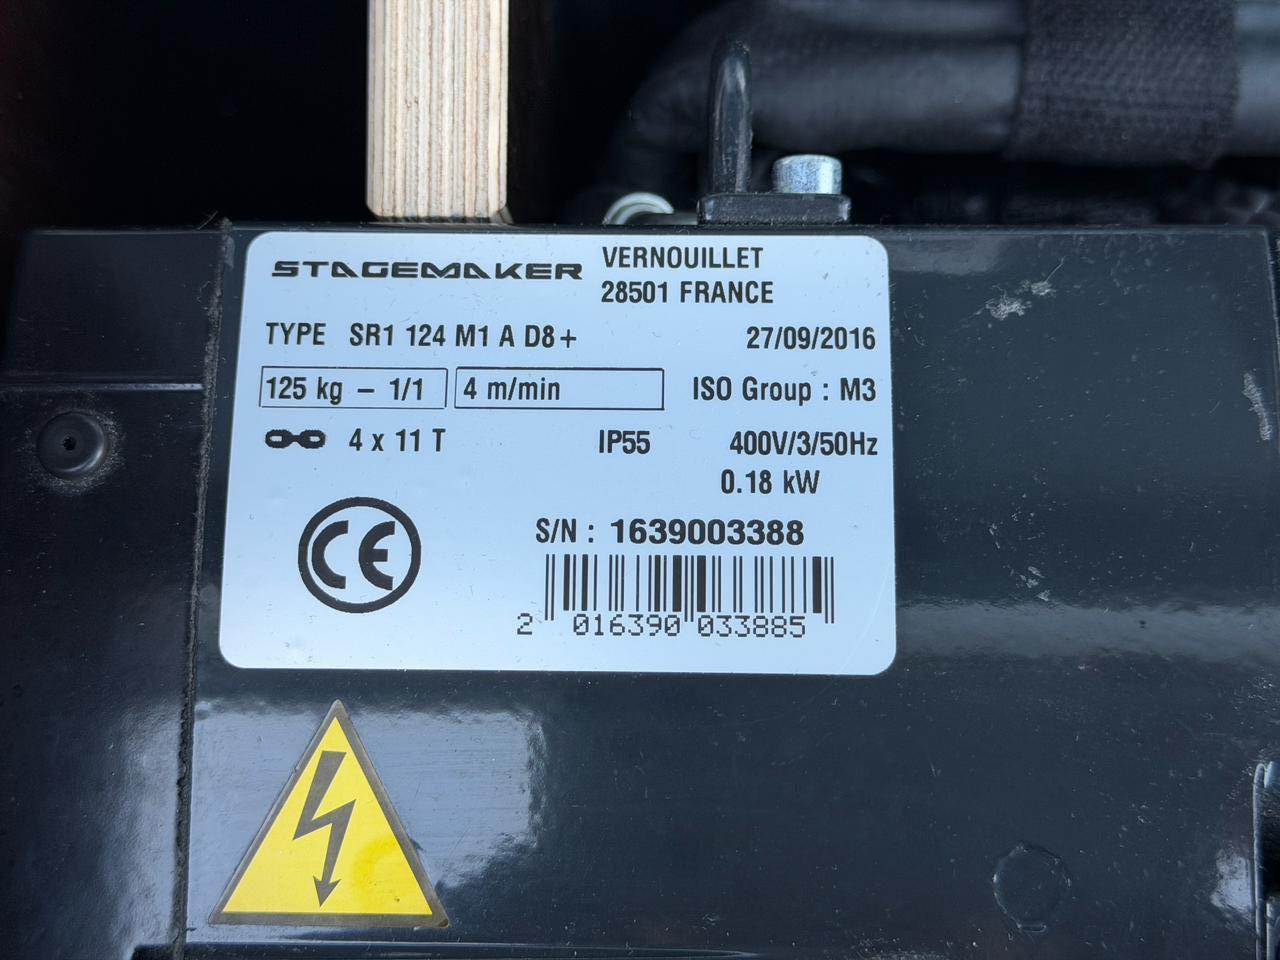 STAGEMAKER
VERNOUILLET
28501 FRANCE
TYPE SR1 124 M1 A D8+
27/09/2016
125 kg – 1/1
4 m/min
ISO Group : M3
4 x 11 T
IP55
400V/3/50Hz
0.18 kW
CE
S/N : 1639003388
2 016390 033885